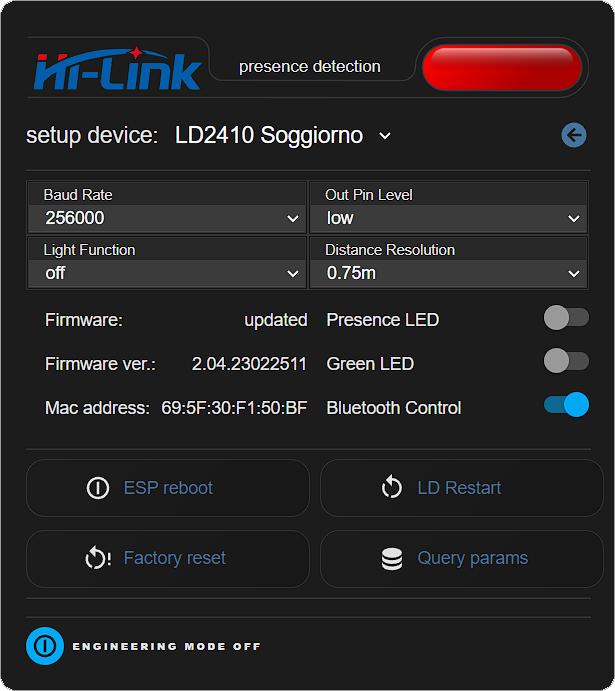 Hi-Link
presence detection
setup device: LD2410 Soggiorno
Baud Rate
256000
Out Pin Level
low
Light Function
off
Distance Resolution
0.75m
Firmware: updated
Presence LED
Firmware ver.: 2.04.23022511
Green LED
Mac address: 69:5F:30:F1:50:BF
Bluetooth Control
ESP reboot
LD Restart
Factory reset
Query params
ENGINEERING MODE OFF